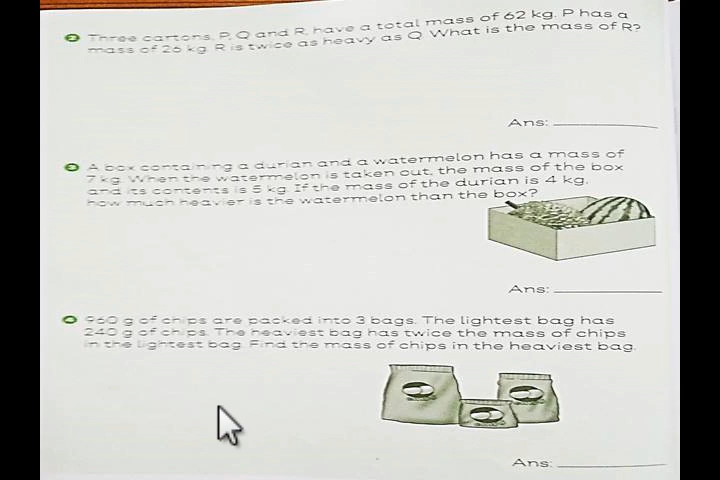 2 Three cartons, P, Q and R, have a total mass of 62 kg. P has a
mass of 26 kg. R is twice as heavy as Q. What is the mass of R?
Ans:
3 A box containing a durian and a watermelon has a mass of
7 kg. When the watermelon is taken out, the mass of the box
and its contents is 5 kg. If the mass of the durian is 4 kg,
how much heavier is the watermelon than the box?
Ans:
4 960 g of chips are packed into 3 bags. The lightest bag has
240 g of chips. The heaviest bag has twice the mass of chips
in the lightest bag. Find the mass of chips in the heaviest bag.
Ans: